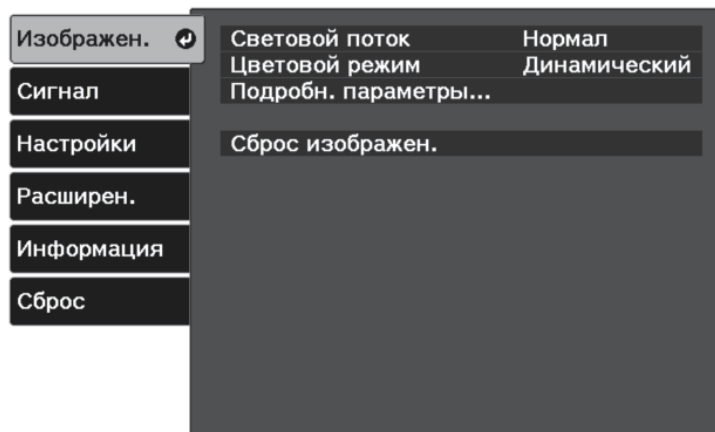 Изображен.
Сигнал
Настройки
Расширен.
Информация
Сброс
Световой поток Нормал
Цветовой режим Динамический
Подробн. параметры...
Сброс изображен.